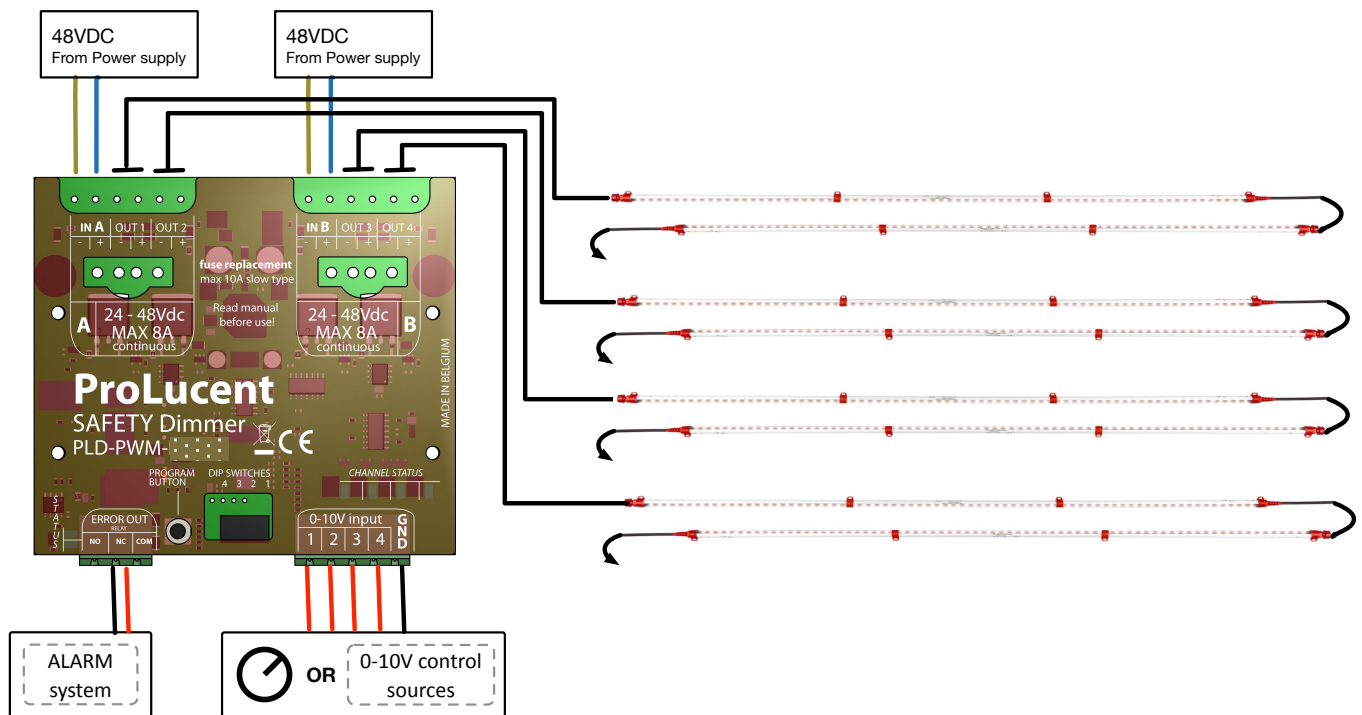 48VDC
From Power supply
48VDC
From Power supply
IN A OUT 1 OUT 2
- + - + - +
IN B OUT 3 OUT 4
- + - + - +
fuse replacement
max 10A slow type
Read manual
before use!
A
24 - 48Vdc
MAX 8A
continuous
24 - 48Vdc
MAX 8A
continuous
B
MADE IN BELGIUM
ProLucent
SAFETY Dimmer
PLD-PWM-
CE
PROGRAM
BUTTON
DIP SWITCHES
4 3 2 1
CHANNEL STATUS
STATUS
ERROR OUT
RELAY
NO NC COM
0-10V input
1 2 3 4
GND
ALARM
system
OR
0-10V control
sources